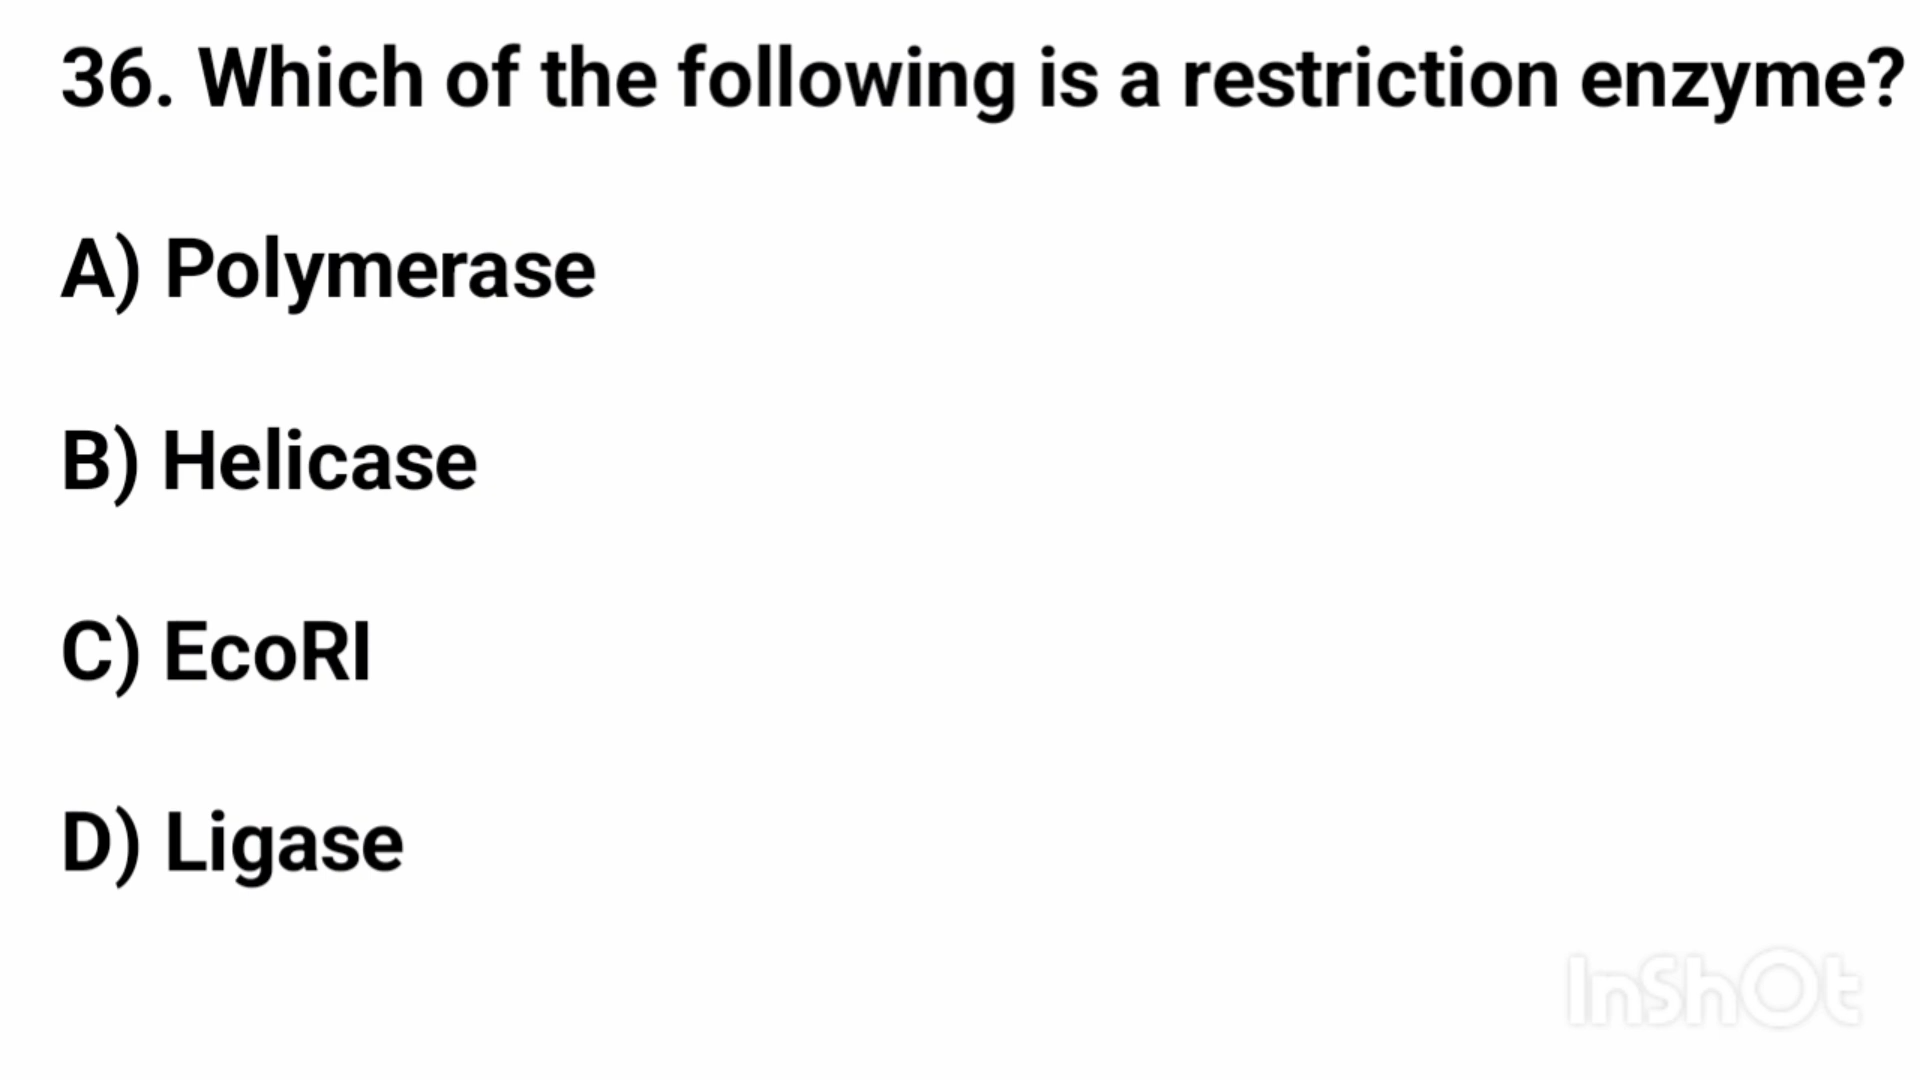 36. Which of the following is a restriction enzyme?
A) Polymerase
B) Helicase
C) EcoRI
D) Ligase
InShOt